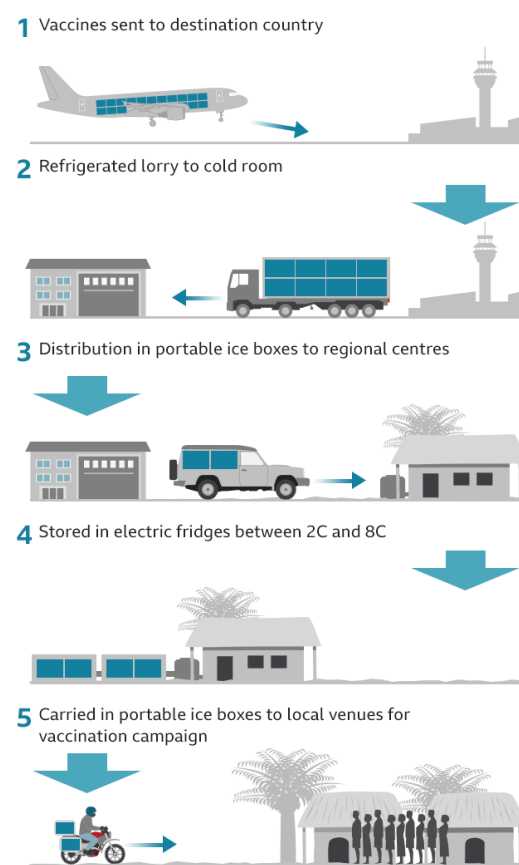 1 Vaccines sent to destination country
2 Refrigerated lorry to cold room
3 Distribution in portable ice boxes to regional centres
4 Stored in electric fridges between 2C and 8C
5 Carried in portable ice boxes to local venues for
vaccination campaign